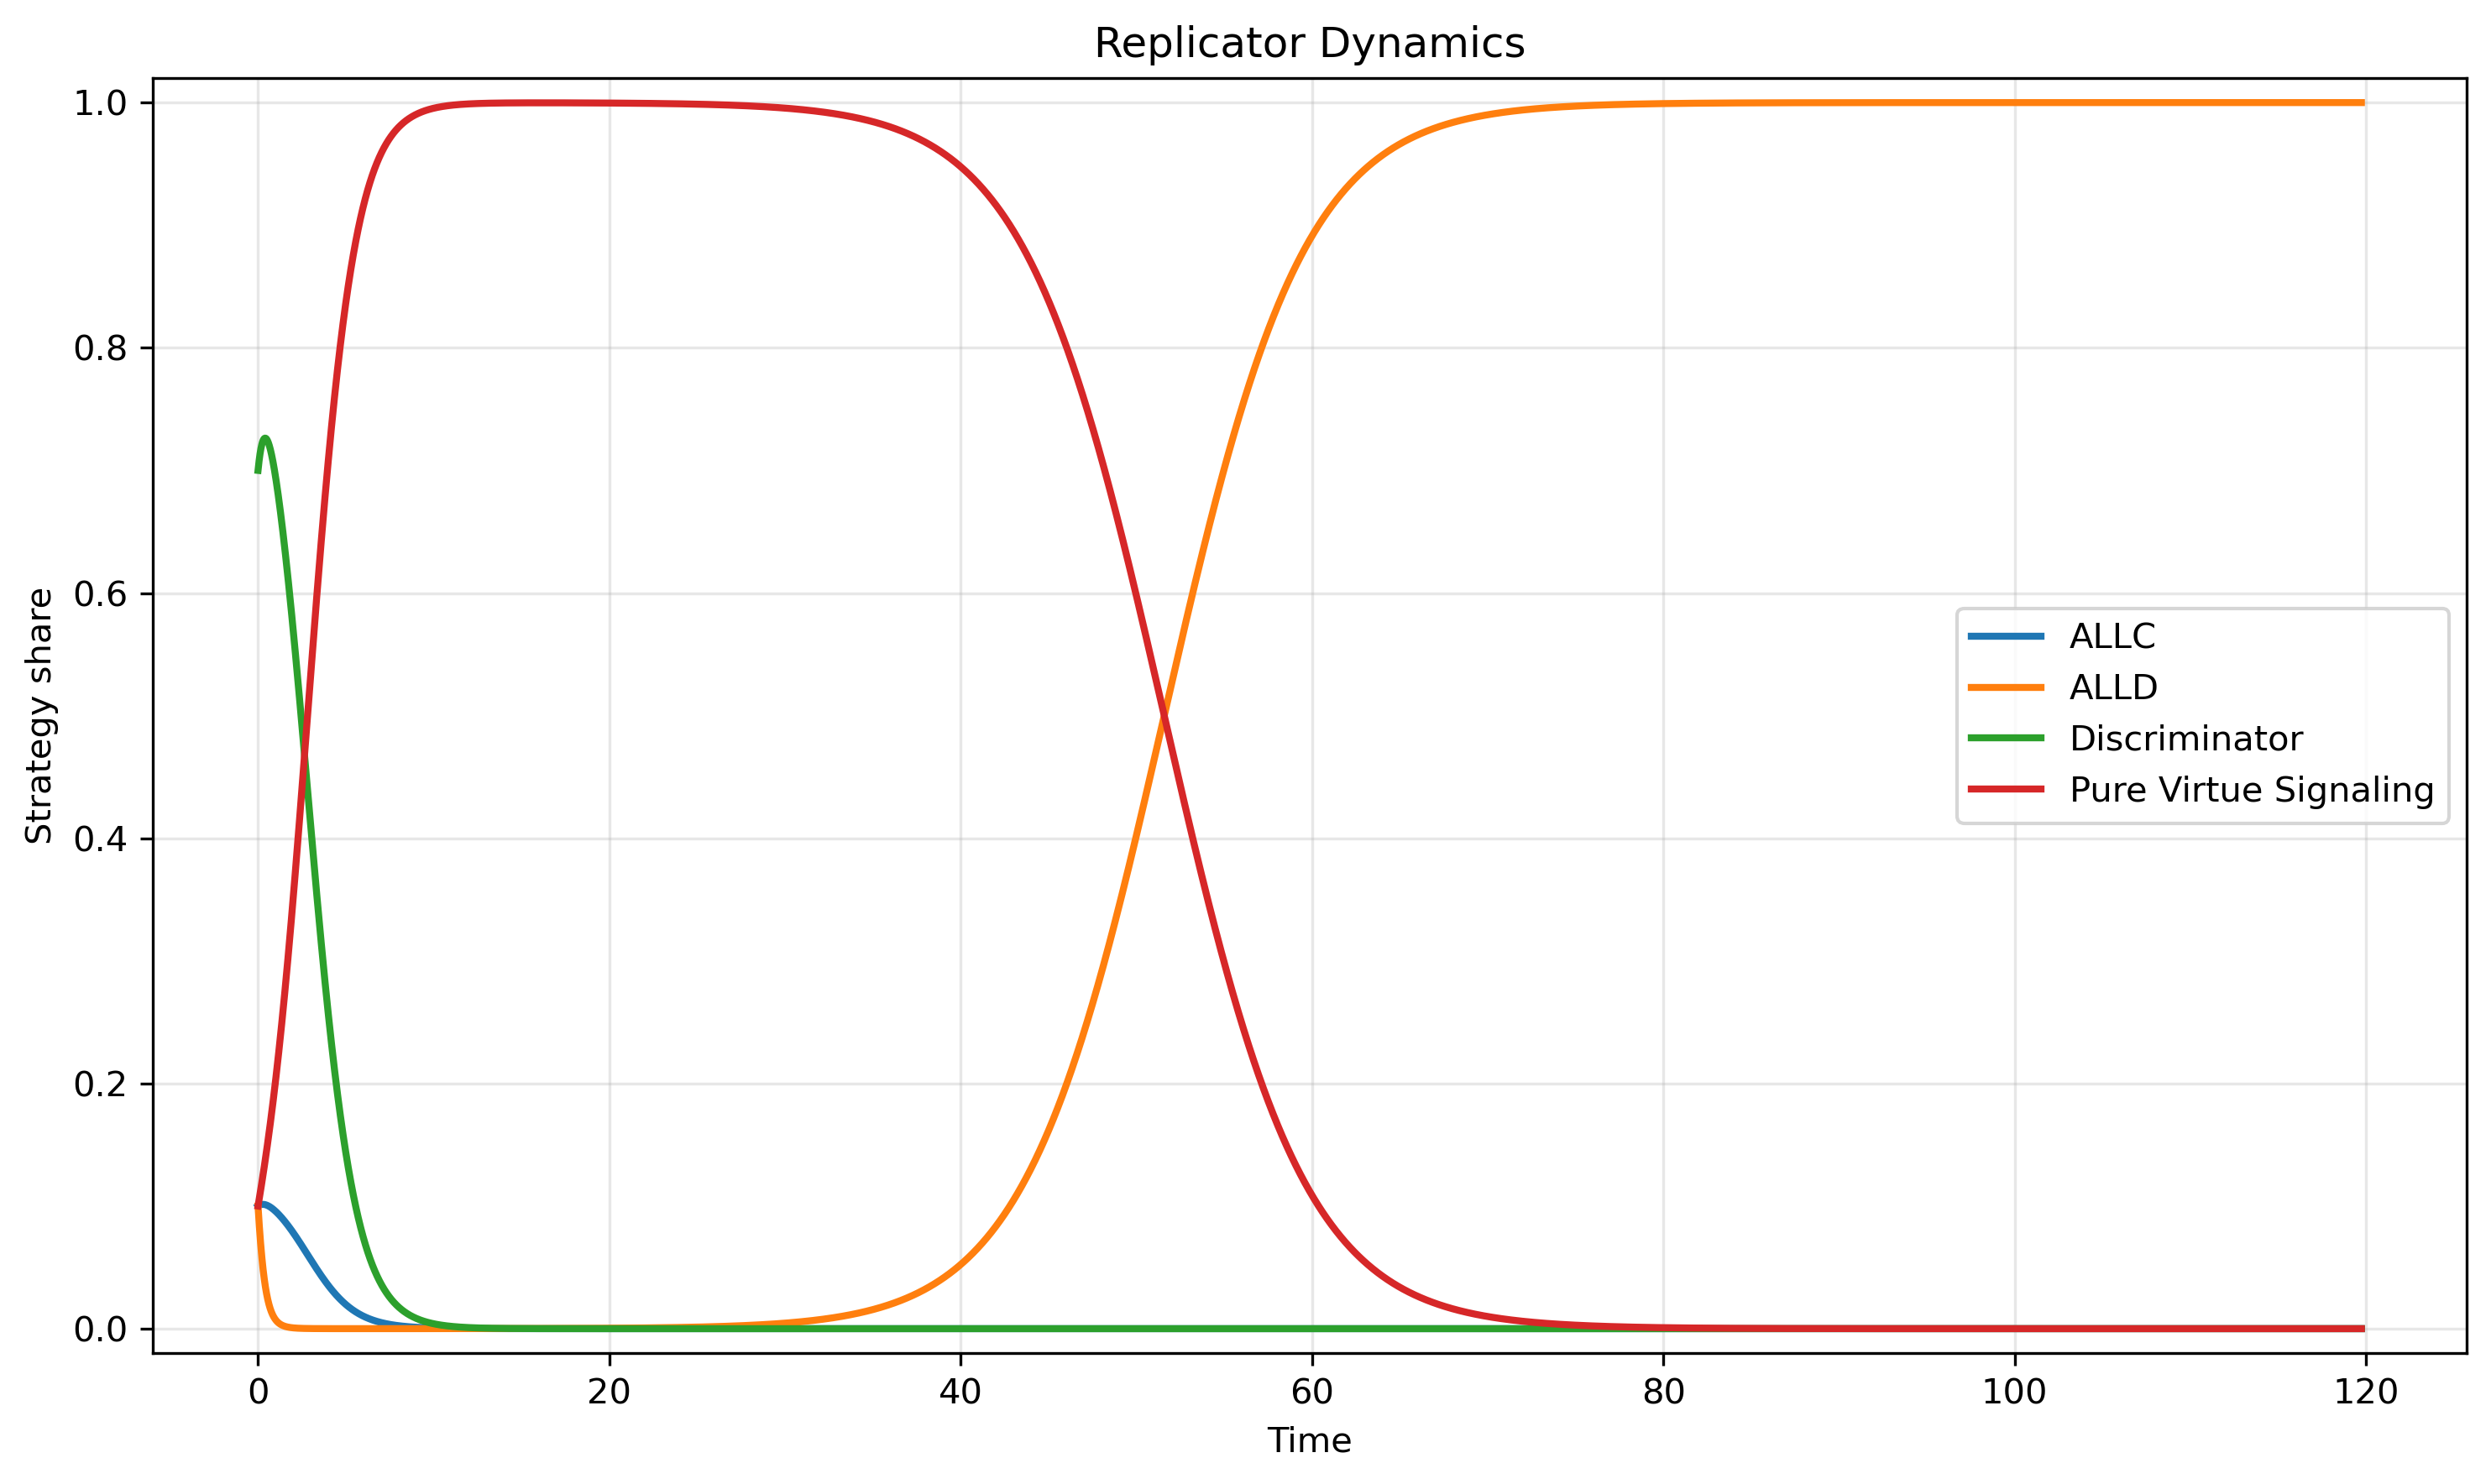 Replicator Dynamics
Strategy share
1.0
0.8
0.6
0.4
0.2
0.0
ALLC
ALLD
Discriminator
Pure Virtue Signaling
0 20 40 60 80 100 120
Time